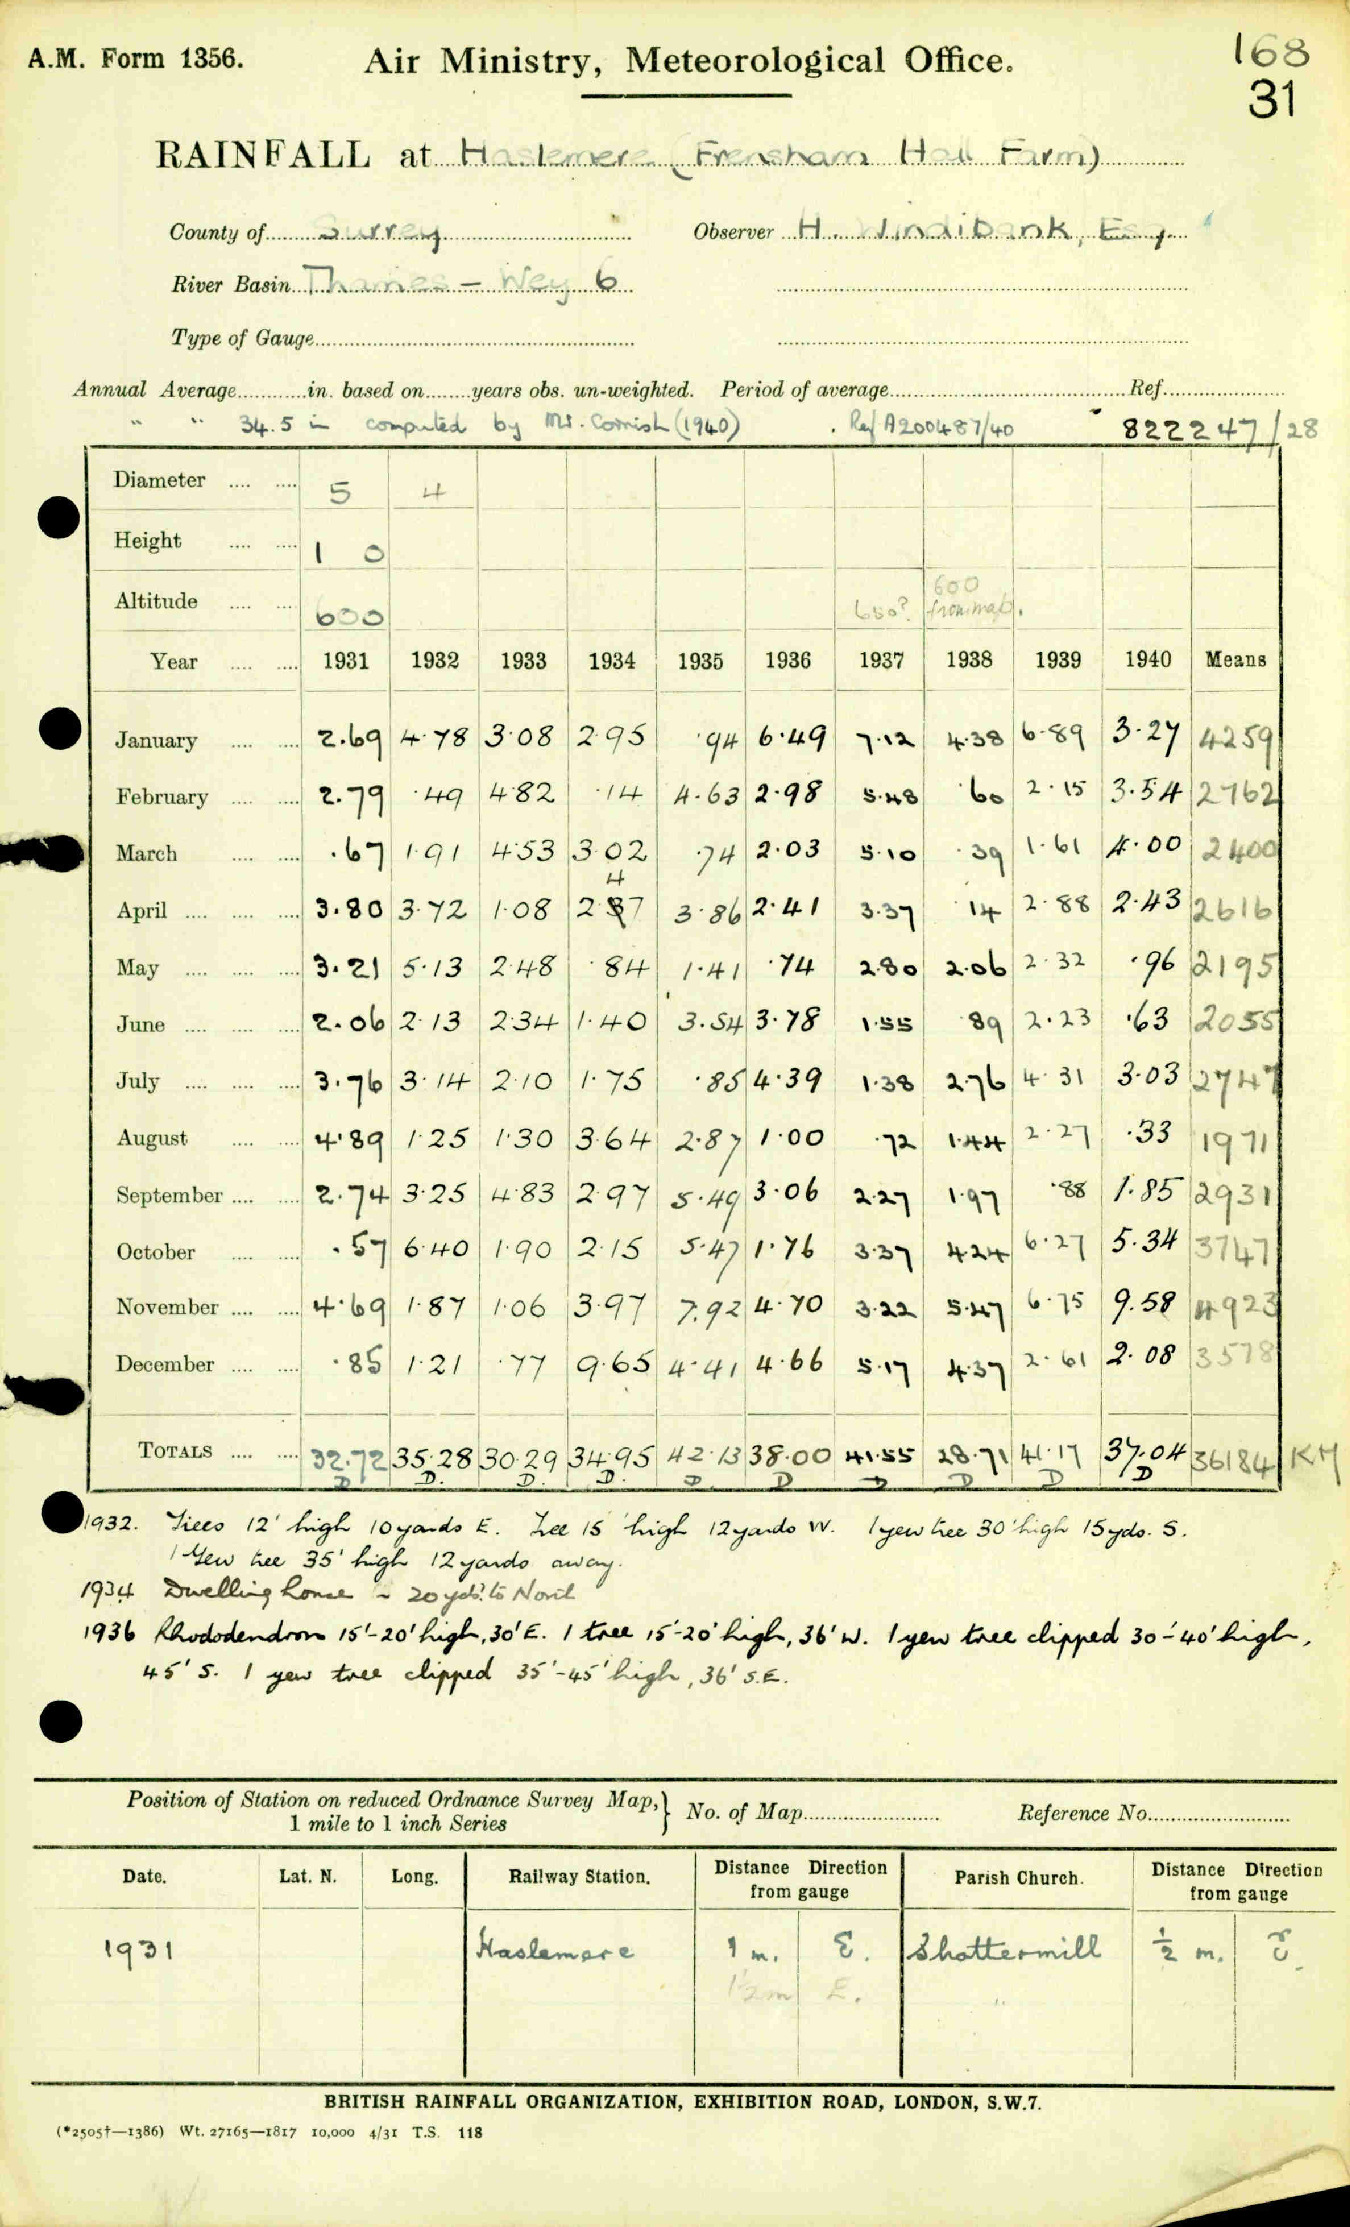 A.M. Form 1356. Air Ministry, Meteorological Office. 168
31
RAINFALL at Haslemere (Frensham Hall Farm)
County of Surrey Observer H. Windibank, Esq.
River Basin Thames - Wey 6
Type of Gauge
Annual Average in. based on years obs. un-weighted. Period of average Ref.
" " 34.5 in computed by Mr. Cornish (1940) . Ref A200487/40 822247/28
Diameter 5 4
Height 1 0
Altitude 600 650? 600 from map.
Year 1931 1932 1933 1934 1935 1936 1937 1938 1939 1940 Means
January 2.69 4.78 3.08 2.95 .94 6.49 7.12 4.38 6.89 3.27 4259
February 2.79 .49 4.82 .14 4.63 2.98 5.48 .60 2.15 3.54 2762
March .67 1.91 4.53 3.02 .74 2.03 5.10 .39 1.61 4.00 2400
April 3.80 3.72 1.08 2.47 3.86 2.41 3.37 .14 2.88 2.43 2616
May 3.21 5.13 2.48 .84 1.41 .74 2.80 2.06 2.32 .96 2195
June 2.06 2.13 2.34 1.40 3.54 3.78 1.55 .89 2.23 .63 2055
July 3.76 3.14 2.10 1.75 .85 4.39 1.38 2.76 4.31 3.03 2747
August 4.89 1.25 1.30 3.64 2.87 1.00 .72 1.44 2.27 .33 1971
September 2.74 3.25 4.83 2.97 5.49 3.06 2.27 1.97 .88 1.85 2931
October .57 6.40 1.90 2.15 5.47 1.76 3.37 4.24 6.27 5.34 3747
November 4.69 1.87 1.06 3.97 7.92 4.70 3.22 5.47 6.75 9.58 4923
December .85 1.21 .77 9.65 4.41 4.66 5.17 4.37 2.61 2.08 3578
TOTALS 32.72 35.28 30.29 34.95 42.13 38.00 41.55 28.71 41.17 37.04 36184 KM
D D. D. D. D D D D D D
1932. Trees 12' high 10 yards E. Tree 15' high 12 yards W. 1 yew tree 30' high 15 yds. S.
1 Yew tree 35' high 12 yards away.
1934 Dwelling house - 20 yds. to North
1936 Rhododendron 15'-20' high, 30' E. 1 tree 15'-20' high, 36' W. 1 yew tree clipped 30'-40' high,
45' S. 1 yew tree clipped 35'-45' high, 36' S.E.
Position of Station on reduced Ordnance Survey Map, } No. of Map Reference No.
1 mile to 1 inch Series
Date. Lat. N. Long. Railway Station. Distance Direction from gauge Parish Church. Distance Direction from gauge
1931 Haslemere 1 m. E. Shottermill ½ m. E.
1½m E. "
BRITISH RAINFALL ORGANIZATION, EXHIBITION ROAD, LONDON, S.W.7.
(*2505†—1386) Wt. 27165—1817 10,000 4/31 T.S. 118